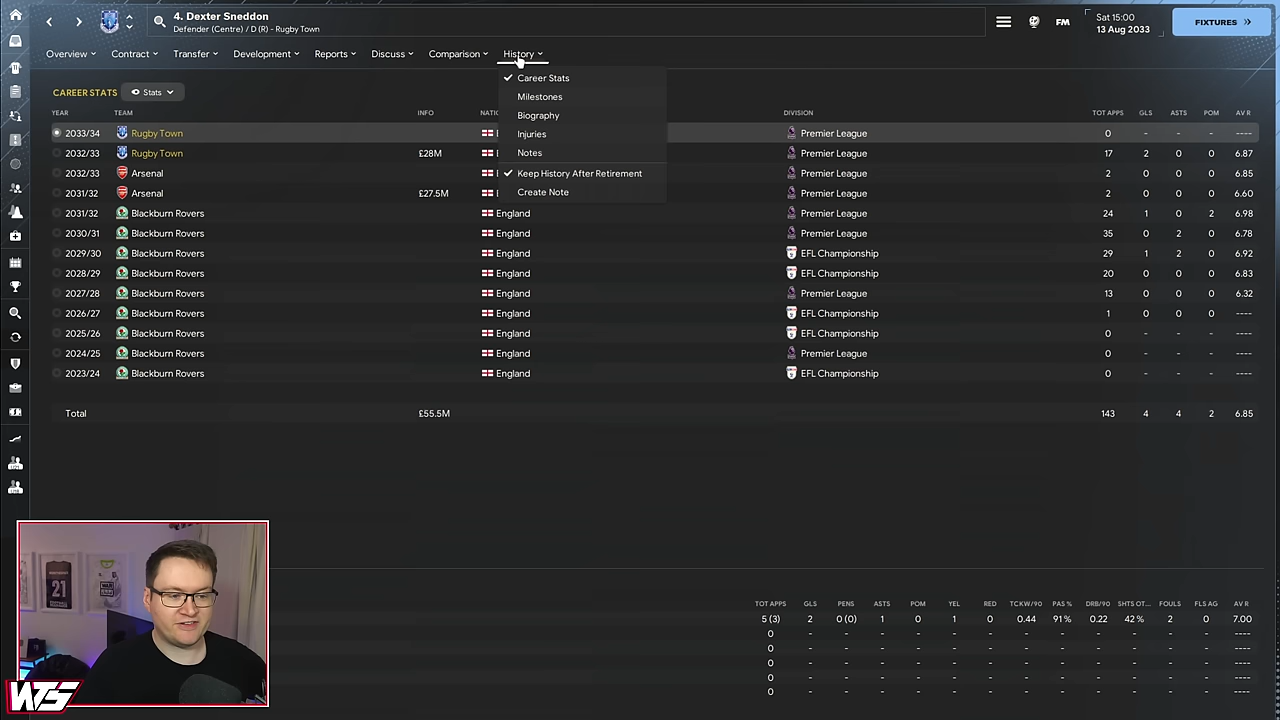 4. Dexter Sneddon
Defender (Centre) / D (R) - Rugby Town
FM
Sat 15:00
13 Aug 2033
FIXTURES
Overview
Contract
Transfer
Development
Reports
Discuss
Comparison
History
Career Stats
Milestones
Biography
Injuries
Notes
Keep History After Retirement
Create Note
CAREER STATS
Stats
YEAR TEAM INFO DIVISION TOT APPS GLS ASTS POM AV R
2033/34 Rugby Town Premier League 0 - - - ----
2032/33 Rugby Town £28M Premier League 17 2 0 0 6.87
2032/33 Arsenal Premier League 2 0 0 0 6.85
2031/32 Arsenal £27.5M Premier League 2 0 0 0 6.60
2031/32 Blackburn Rovers England Premier League 24 1 0 2 6.98
2030/31 Blackburn Rovers England Premier League 35 0 2 0 6.78
2029/30 Blackburn Rovers England EFL Championship 29 1 2 0 6.92
2028/29 Blackburn Rovers England EFL Championship 20 0 0 0 6.83
2027/28 Blackburn Rovers England Premier League 13 0 0 0 6.32
2026/27 Blackburn Rovers England EFL Championship 1 0 0 0 ----
2025/26 Blackburn Rovers England EFL Championship 0 - - - ----
2024/25 Blackburn Rovers England Premier League 0 - - - ----
2023/24 Blackburn Rovers England EFL Championship 0 - - - ----
Total £55.5M 143 4 4 2 6.85
TOT APPS GLS PENS ASTS POM YEL RED TCKW/90 PAS % DRB/90 SHTS OT... FOULS FLS AG AV R
5 (3) 2 0 (0) 1 0 1 0 0.44 91% 0.22 42 % 2 0 7.00
0 - - - - - - - - - - - - ----
0 - - - - - - - - - - - - ----
0 - - - - - - - - - - - - ----
0 - - - - - - - - - - - - ----
0 - - - - - - - - - - - - ----
21
WTS